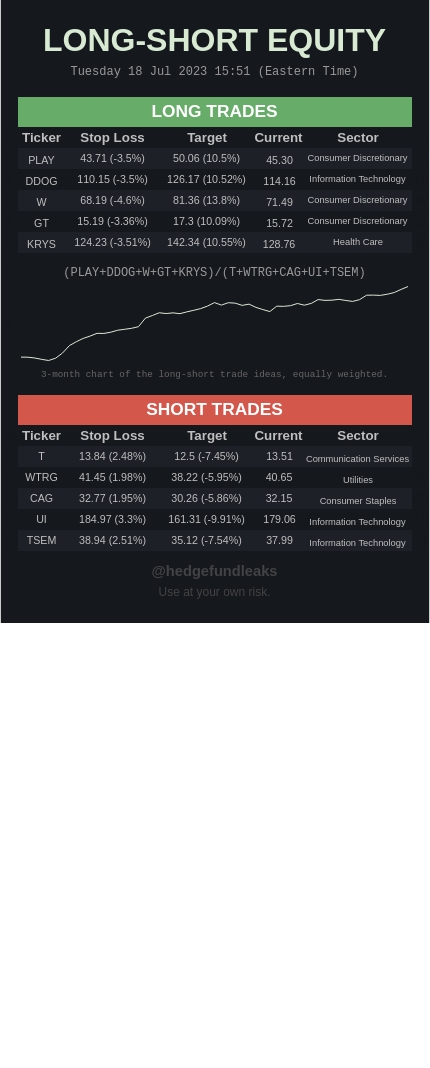 LONG-SHORT EQUITY
Tuesday 18 Jul 2023 15:51 (Eastern Time)
LONG TRADES
Ticker Stop Loss Target Current Sector
PLAY 43.71 (-3.5%) 50.06 (10.5%) 45.30 Consumer Discretionary
DDOG 110.15 (-3.5%) 126.17 (10.52%) 114.16 Information Technology
W 68.19 (-4.6%) 81.36 (13.8%) 71.49 Consumer Discretionary
GT 15.19 (-3.36%) 17.3 (10.09%) 15.72 Consumer Discretionary
KRYS 124.23 (-3.51%) 142.34 (10.55%) 128.76 Health Care
(PLAY+DDOG+W+GT+KRYS)/(T+WTRG+CAG+UI+TSEM)
3-month chart of the long-short trade ideas, equally weighted.
SHORT TRADES
Ticker Stop Loss Target Current Sector
T 13.84 (2.48%) 12.5 (-7.45%) 13.51 Communication Services
WTRG 41.45 (1.98%) 38.22 (-5.95%) 40.65 Utilities
CAG 32.77 (1.95%) 30.26 (-5.86%) 32.15 Consumer Staples
UI 184.97 (3.3%) 161.31 (-9.91%) 179.06 Information Technology
TSEM 38.94 (2.51%) 35.12 (-7.54%) 37.99 Information Technology
@hedgefundleaks
Use at your own risk.